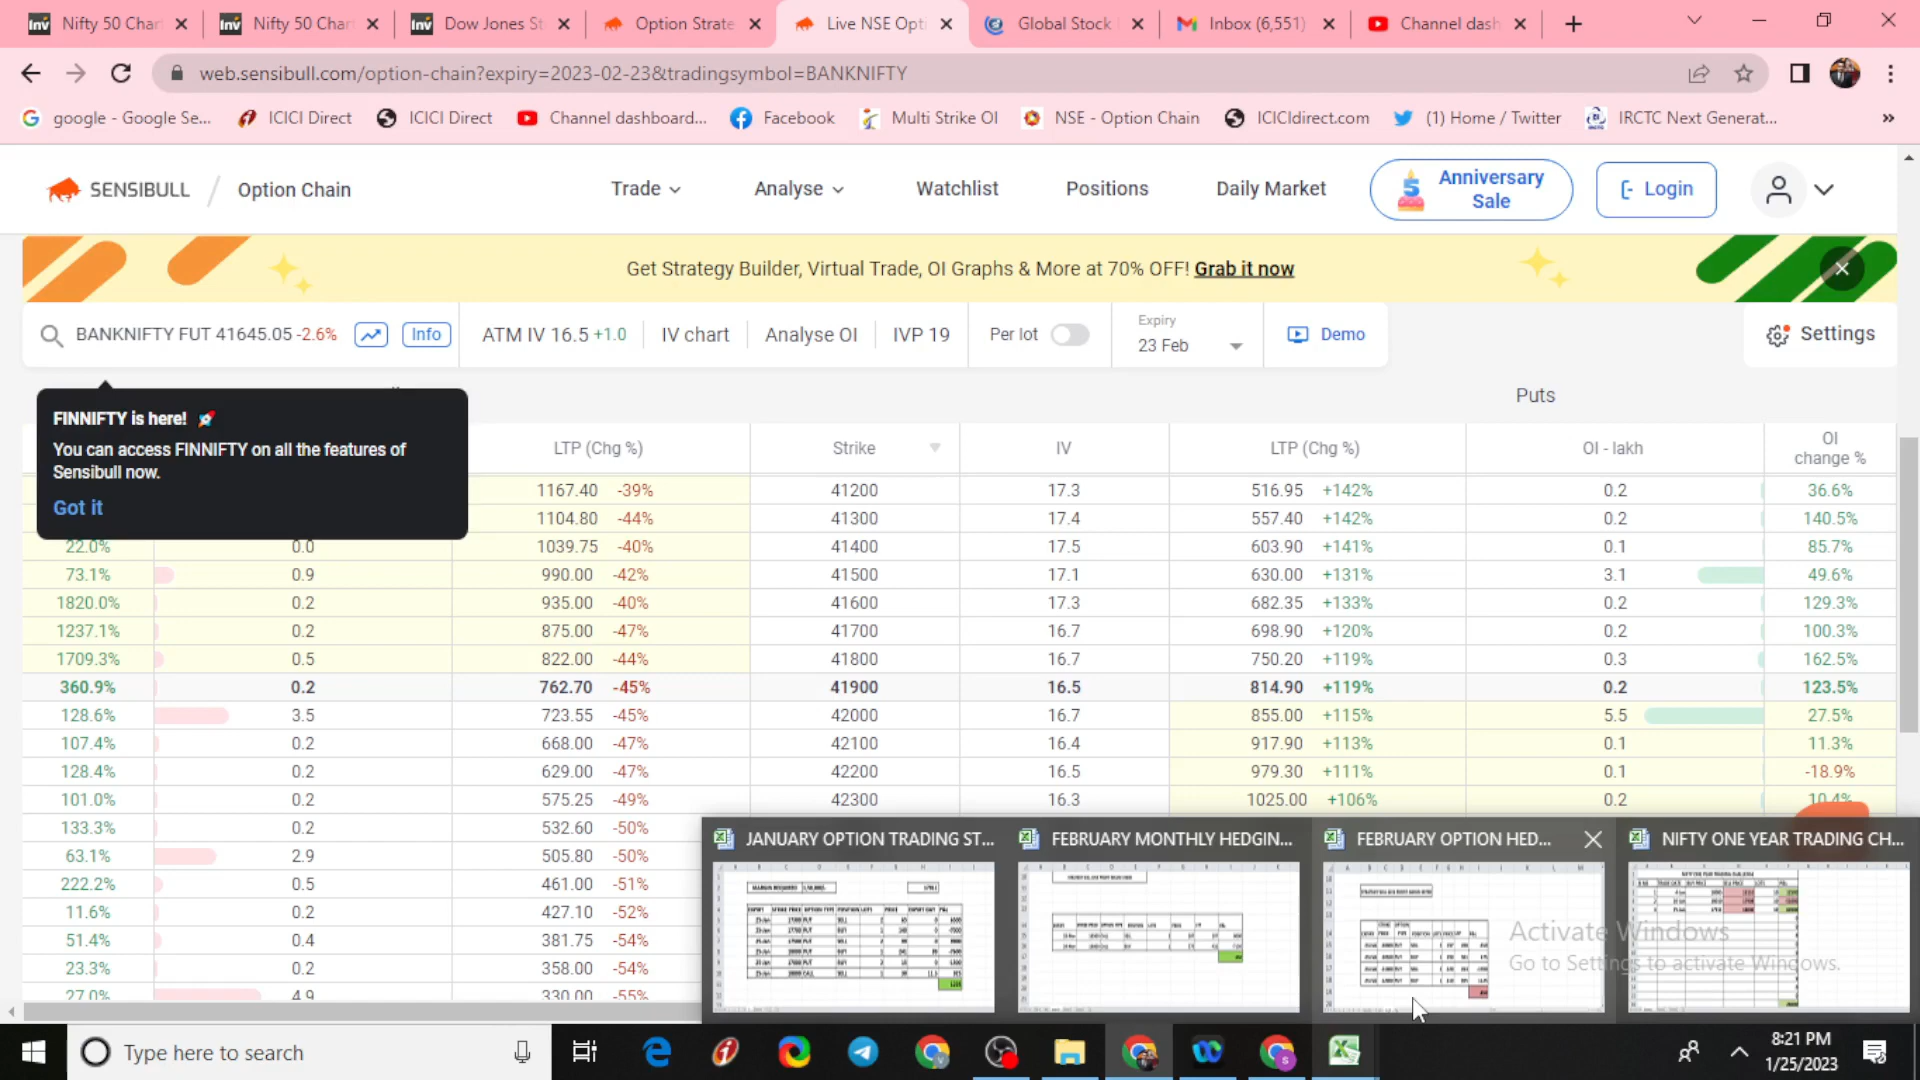 Nifty 50 Char
Nifty 50 Char
Dow Jones St
Option Strate
Live NSE Opti
Global Stock
Inbox (6,551)
Channel dash
web.sensibull.com/option-chain?expiry=2023-02-23&tradingsymbol=BANKNIFTY
google - Google Se...
ICICI Direct
ICICI Direct
Channel dashboard...
Facebook
Multi Strike OI
NSE - Option Chain
ICICIdirect.com
(1) Home / Twitter
IRCTC Next Generat...
SENSIBULL / Option Chain
Trade
Analyse
Watchlist
Positions
Daily Market
5 Anniversary
Sale
Login
Get Strategy Builder, Virtual Trade, OI Graphs & More at 70% OFF! Grab it now
BANKNIFTY FUT 41645.05 -2.6%
Info
ATM IV 16.5 +1.0
IV chart
Analyse OI
IVP 19
Per lot
Expiry
23 Feb
Demo
Settings
FINNIFTY is here!
You can access FINNIFTY on all the features of
Sensibull now.
Got it
Puts
LTP (Chg %) Strike IV LTP (Chg %) OI - lakh OI change %
1167.40 -39% 41200 17.3 516.95 +142% 0.2 36.6%
1104.80 -44% 41300 17.4 557.40 +142% 0.2 140.5%
22.0% 0.0 1039.75 -40% 41400 17.5 603.90 +141% 0.1 85.7%
73.1% 0.9 990.00 -42% 41500 17.1 630.00 +131% 3.1 49.6%
1820.0% 0.2 935.00 -40% 41600 17.3 682.35 +133% 0.2 129.3%
1237.1% 0.2 875.00 -47% 41700 16.7 698.90 +120% 0.2 100.3%
1709.3% 0.5 822.00 -44% 41800 16.7 750.20 +119% 0.3 162.5%
360.9% 0.2 762.70 -45% 41900 16.5 814.90 +119% 0.2 123.5%
128.6% 3.5 723.55 -45% 42000 16.7 855.00 +115% 5.5 27.5%
107.4% 0.2 668.00 -47% 42100 16.4 917.90 +113% 0.1 11.3%
128.4% 0.2 629.00 -47% 42200 16.5 979.30 +111% 0.1 -18.9%
101.0% 0.2 575.25 -49% 42300 16.3 1025.00 +106% 0.2 10.4%
133.3% 0.2 532.60 -50%
63.1% 2.9 505.80 -50%
222.2% 0.5 461.00 -51%
11.6% 0.2 427.10 -52%
51.4% 0.4 381.75 -54%
23.3% 0.2 358.00 -54%
27.0% 4.9 330.00 -55%
JANUARY OPTION TRADING ST...
FEBRUARY MONTHLY HEDGIN...
FEBRUARY OPTION HED...
NIFTY ONE YEAR TRADING CH...
Activate Windows
Go to Settings to activate Windows.
Type here to search
8:21 PM
1/25/2023